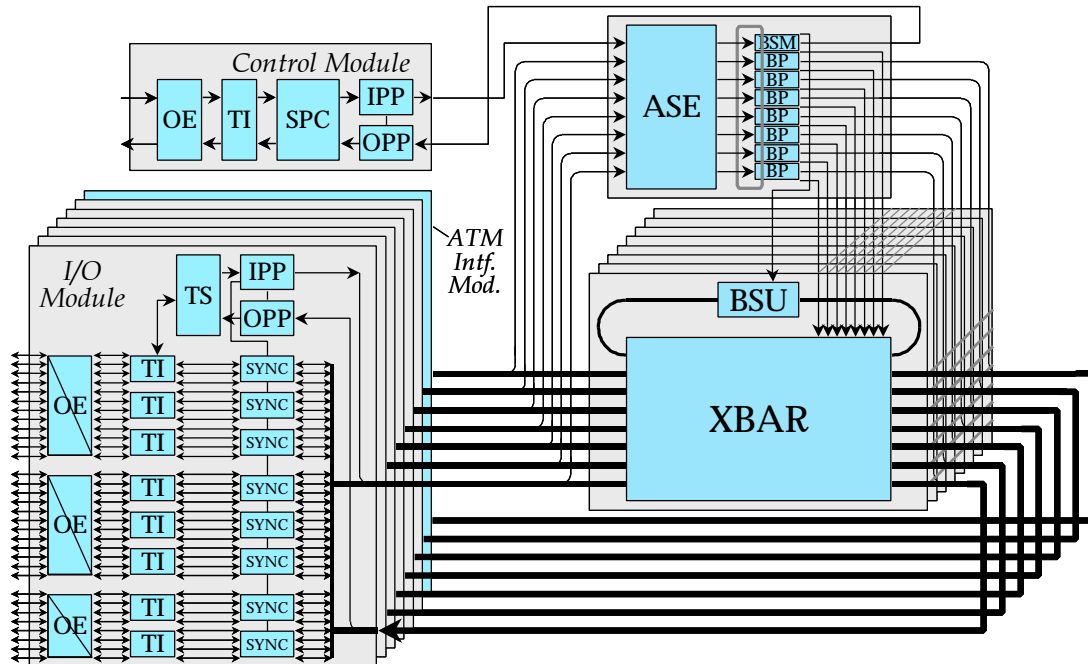 Control Module
OE
TI
SPC
IPP
OPP
ASE
BSM
BP
BP
BP
BP
BP
BP
BP
ATM
Intf.
Mod.
I/O
Module
TS
IPP
OPP
BSU
XBAR
OE
TI
SYNC
TI
SYNC
TI
SYNC
OE
TI
SYNC
TI
SYNC
TI
SYNC
OE
TI
SYNC
TI
SYNC